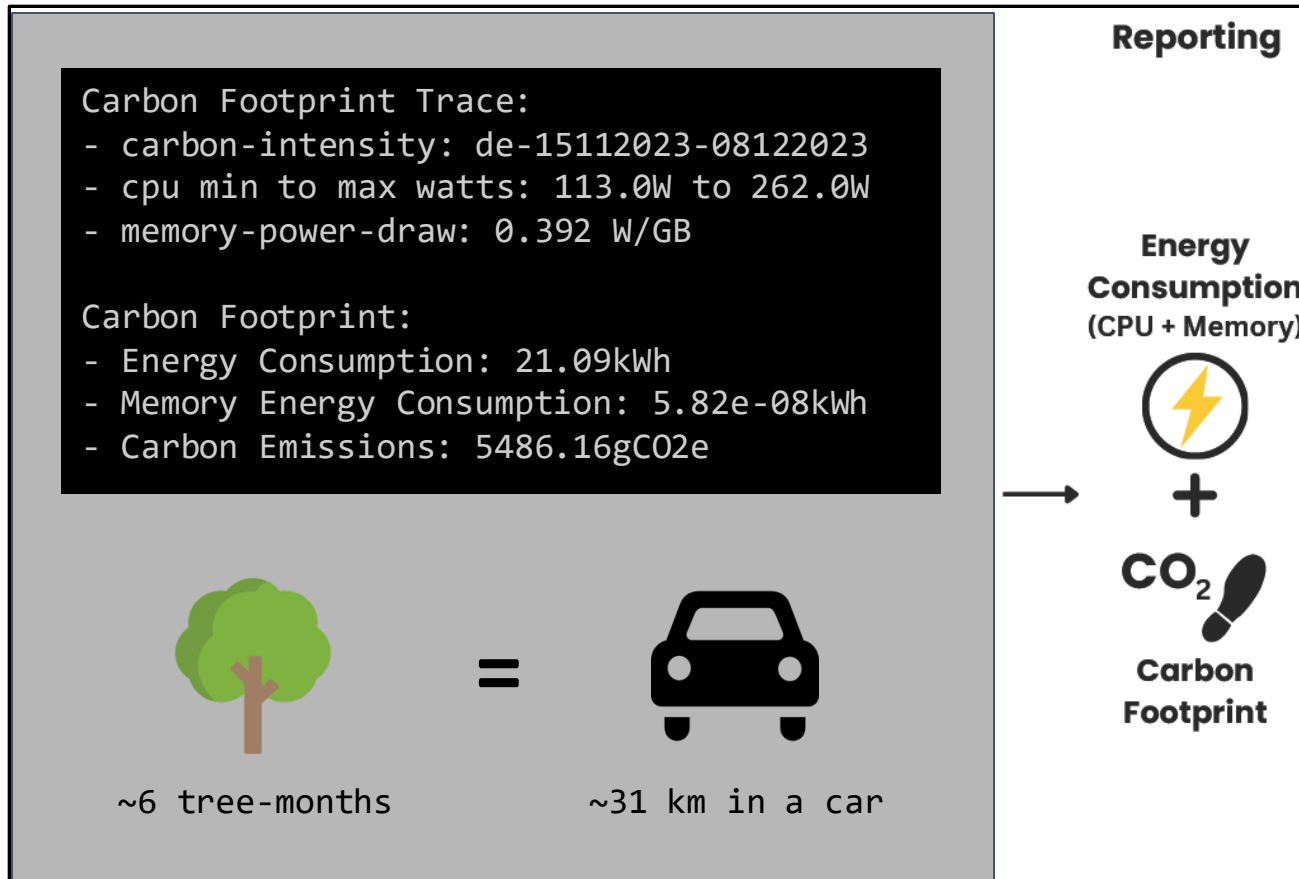 Carbon Footprint Trace:
- carbon-intensity: de-15112023-08122023
- cpu min to max watts: 113.0W to 262.0W
- memory-power-draw: 0.392 W/GB
Carbon Footprint:
- Energy Consumption: 21.09kWh
- Memory Energy Consumption: 5.82e-08kWh
- Carbon Emissions: 5486.16gCO2e
=
~6 tree-months
~31 km in a car
Reporting
Energy
Consumption
(CPU + Memory)
+
CO₂
Carbon
Footprint